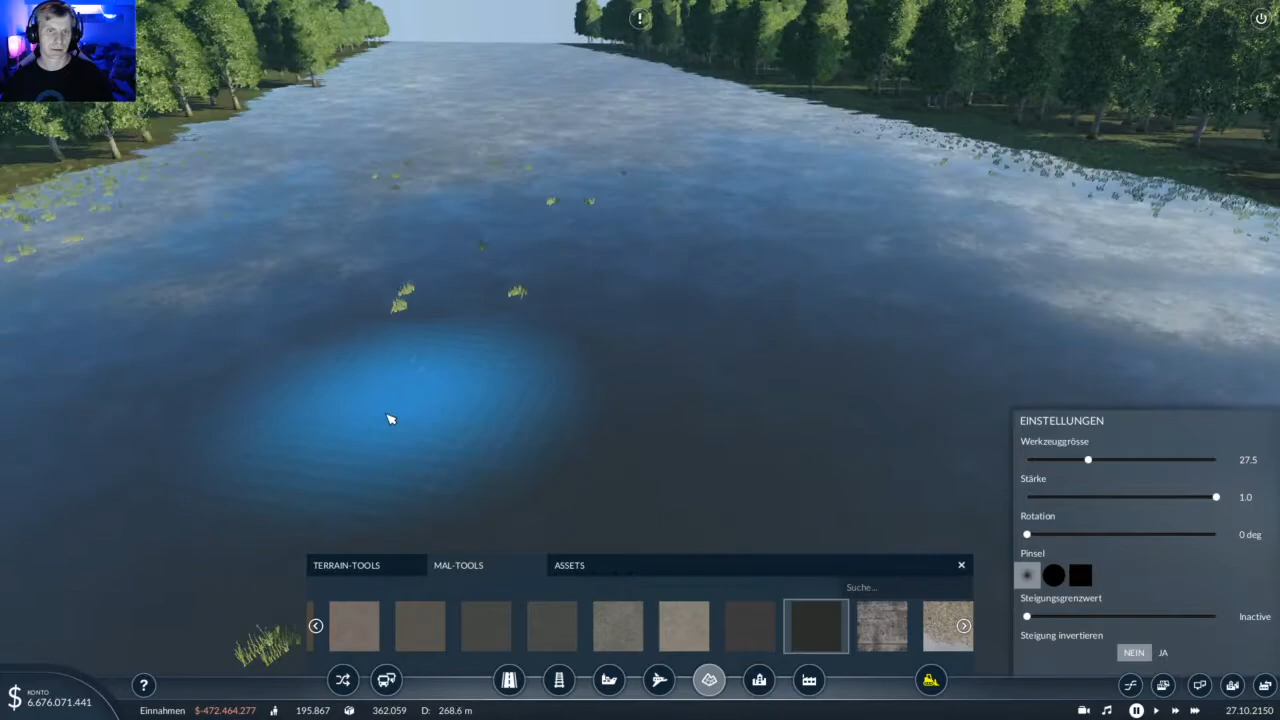 EINSTELLUNGEN
Werkzeuggrösse
27.5
Stärke
1.0
Rotation
0 deg
Pinsel
Steigungsgrenzwert
Inactive
Steigung invertieren
NEIN JA
TERRAIN-TOOLS MAL-TOOLS ASSETS
Suche...
$ KONTO
6.676.071.441
?
Einnahmen $-472.464.277 195.867 362.059 D: 268.6 m
27.10.2150